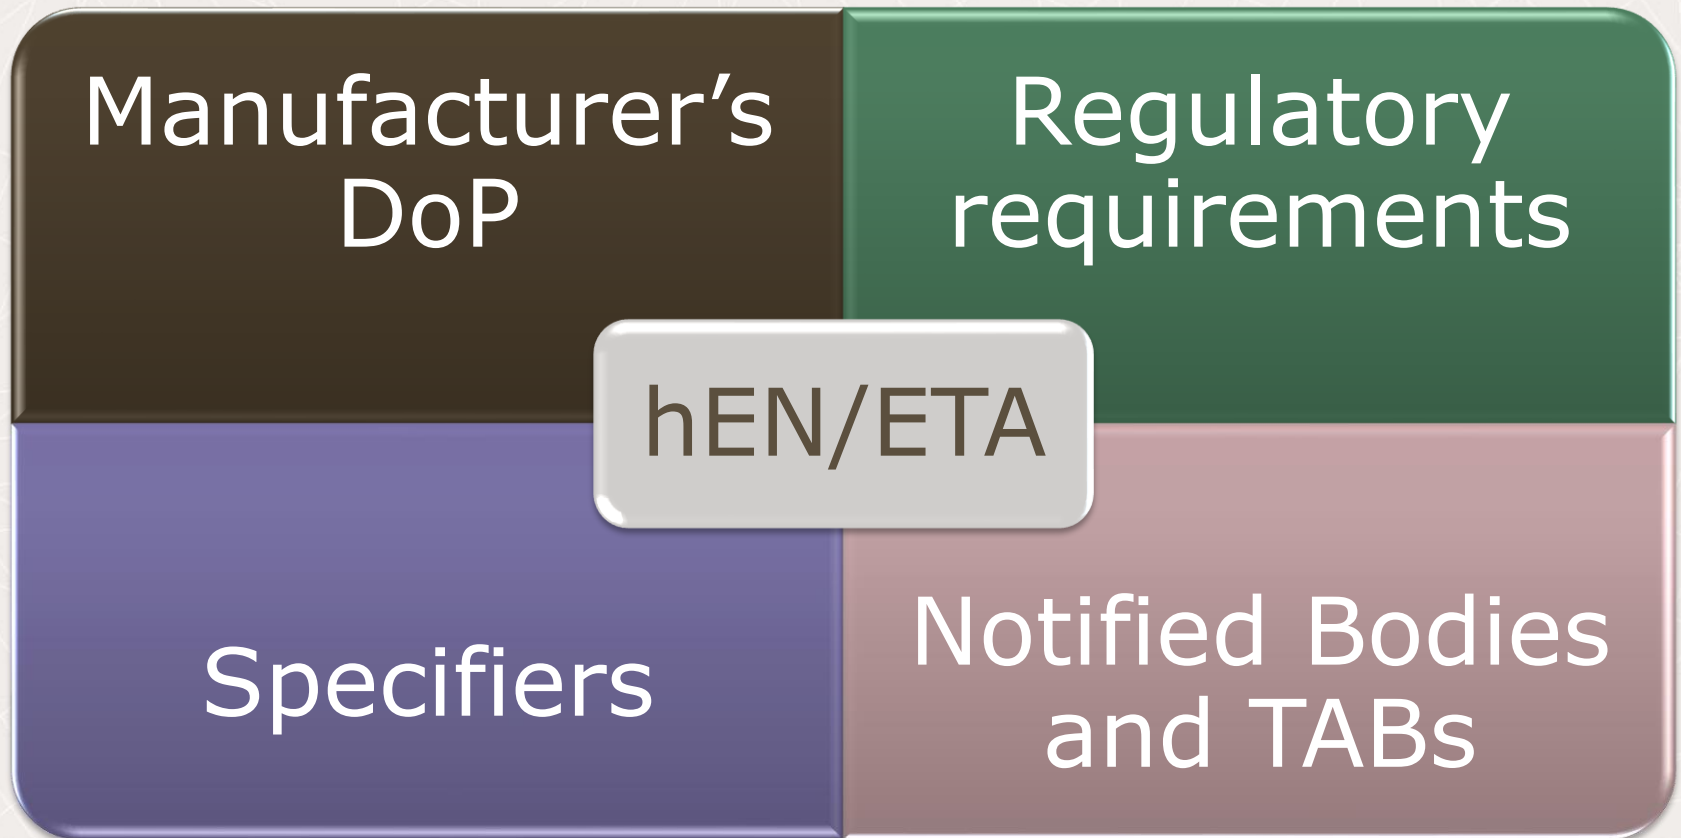 Manufacturer’s
DoP
Regulatory
requirements
hEN/ETA
Specifiers
Notified Bodies
and TABs